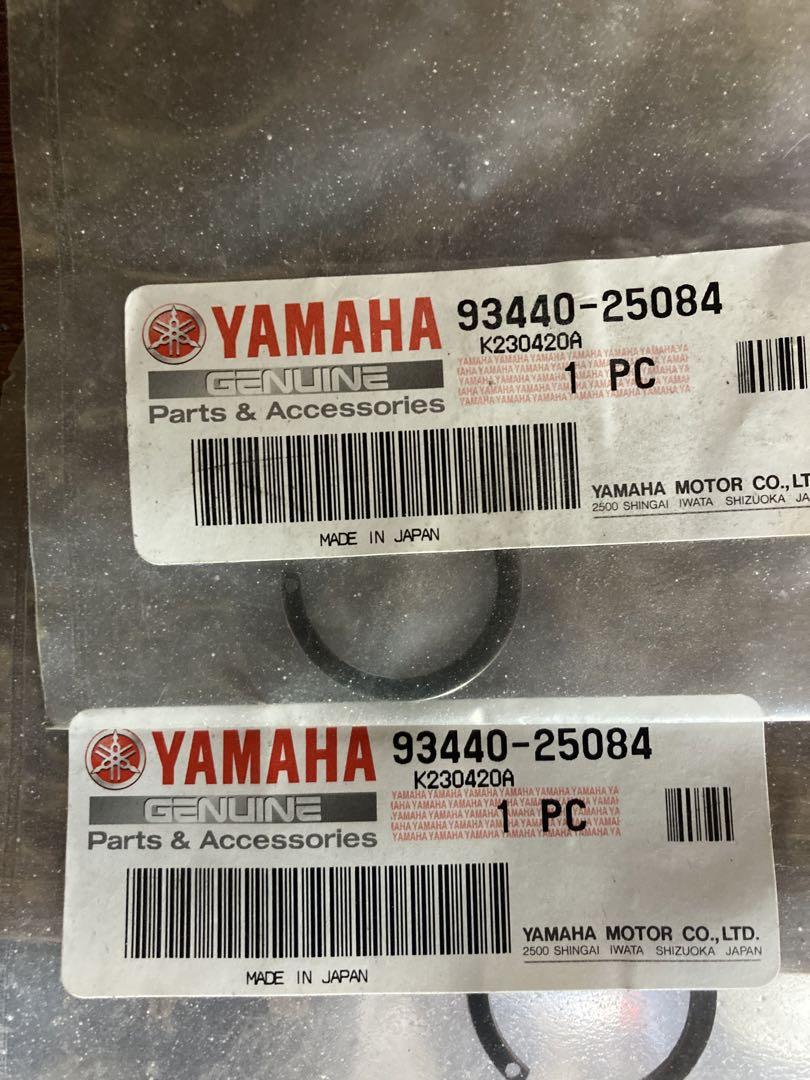 YAMAHA 93440-25084
K230420A
GENUINE
1 PC
Parts & Accessories
YAMAHA MOTOR CO.,LT
2500 SHINGAI IWATA SHIZUOKA JA
MADE IN JAPAN
YAMAHA 93440-25084
K230420A
GENUINE
1 PC
Parts & Accessories
YAMAHA MOTOR CO.,LTD.
2500 SHINGAI IWATA SHIZUOKA JAPAN
MADE IN JAPAN